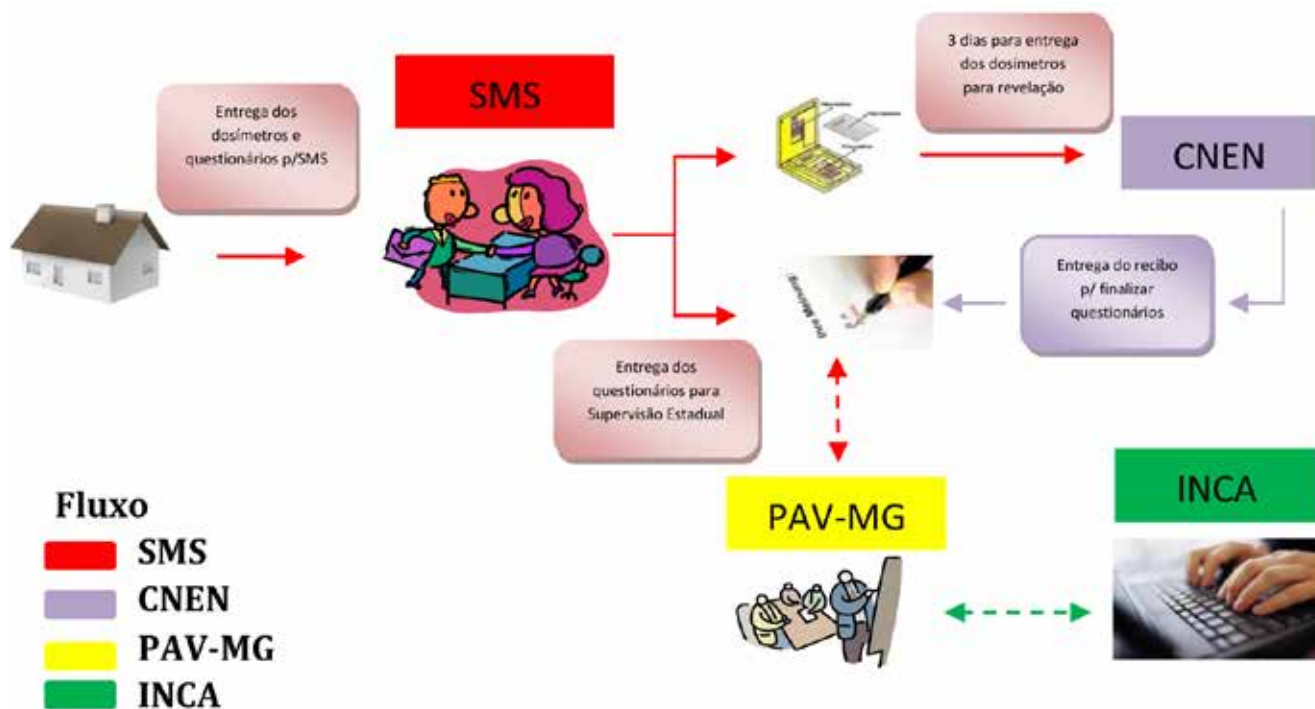 Entrega dos
dosímetros e
questionários p/SMS
SMS
3 dias para entrega
dos dosímetros
para revelação
CNEN
Entrega do recibo
p/ finalizar
questionários
Entrega dos
questionários para
Supervisão Estadual
PAV-MG
INCA
Fluxo
SMS
CNEN
PAV-MG
INCA